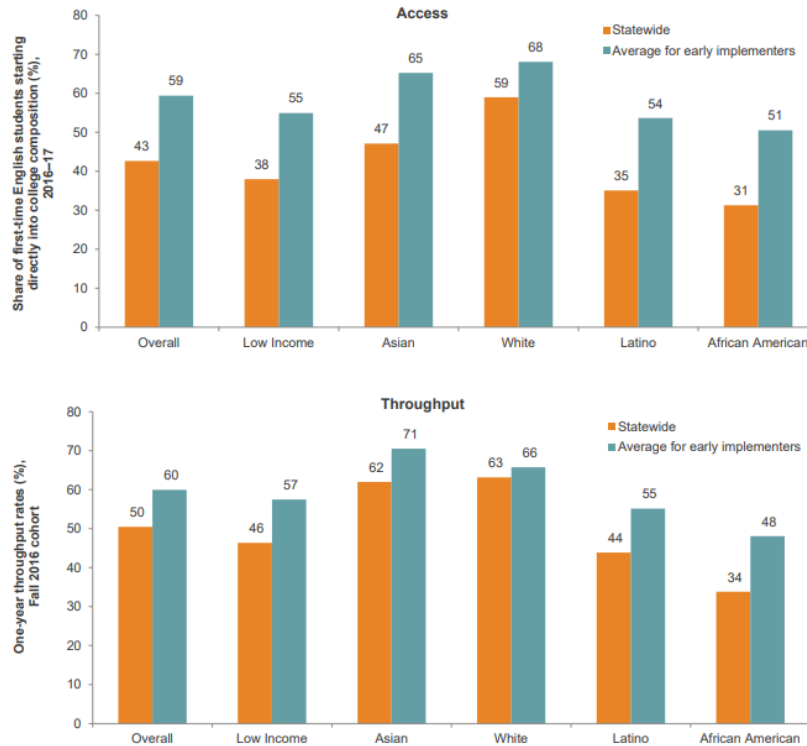 Access
Share of first-time English students starting
directly into college composition (%),
2016–17
80
70
60
50
40
30
20
10
0
Statewide
Average for early implementers
43
59
38
55
47
65
59
68
35
54
31
51
Overall
Low Income
Asian
White
Latino
African American
Throughput
One-year throughput rates (%),
Fall 2016 cohort
80
70
60
50
40
30
20
10
0
Statewide
Average for early implementers
50
60
46
57
62
71
63
66
44
55
34
48
Overall
Low Income
Asian
White
Latino
African American